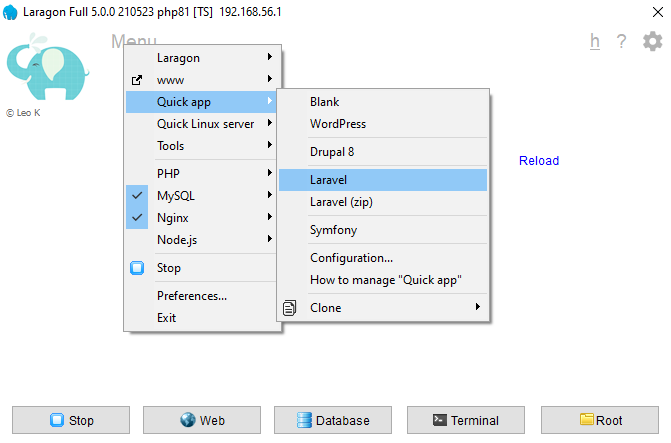 Laragon Full 5.0.0 210523 php81 [TS] 192.168.56.1
Menu
h ?
© Leo K
Laragon
www
Quick app
Quick Linux server
Tools
PHP
MySQL
Nginx
Node.js
Stop
Preferences...
Exit
Blank
WordPress
Drupal 8
Laravel
Laravel (zip)
Symfony
Configuration...
How to manage "Quick app"
Clone
Reload
Stop
Web
Database
Terminal
Root